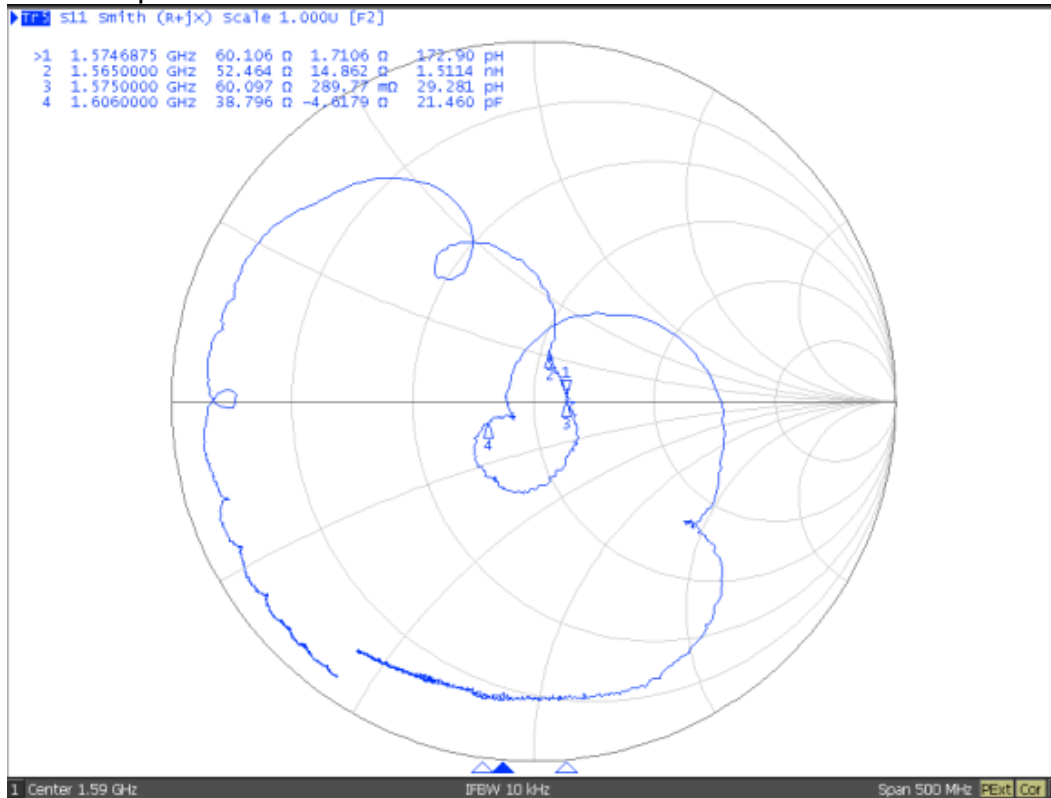 Tr5 S11 Smith (R+jX) Scale 1.000U [F2]
>1 1.5746875 GHz 60.106 Ω 1.7106 Ω 172.90 pH
2 1.5650000 GHz 52.464 Ω 14.862 Ω 1.5114 nH
3 1.5750000 GHz 60.097 Ω 289.77 mΩ 29.281 pH
4 1.6060000 GHz 38.796 Ω -4.6179 Ω 21.460 pF
1
2
3
4
1 Center 1.59 GHz IFBW 10 kHz Span 500 MHz PExt Cor